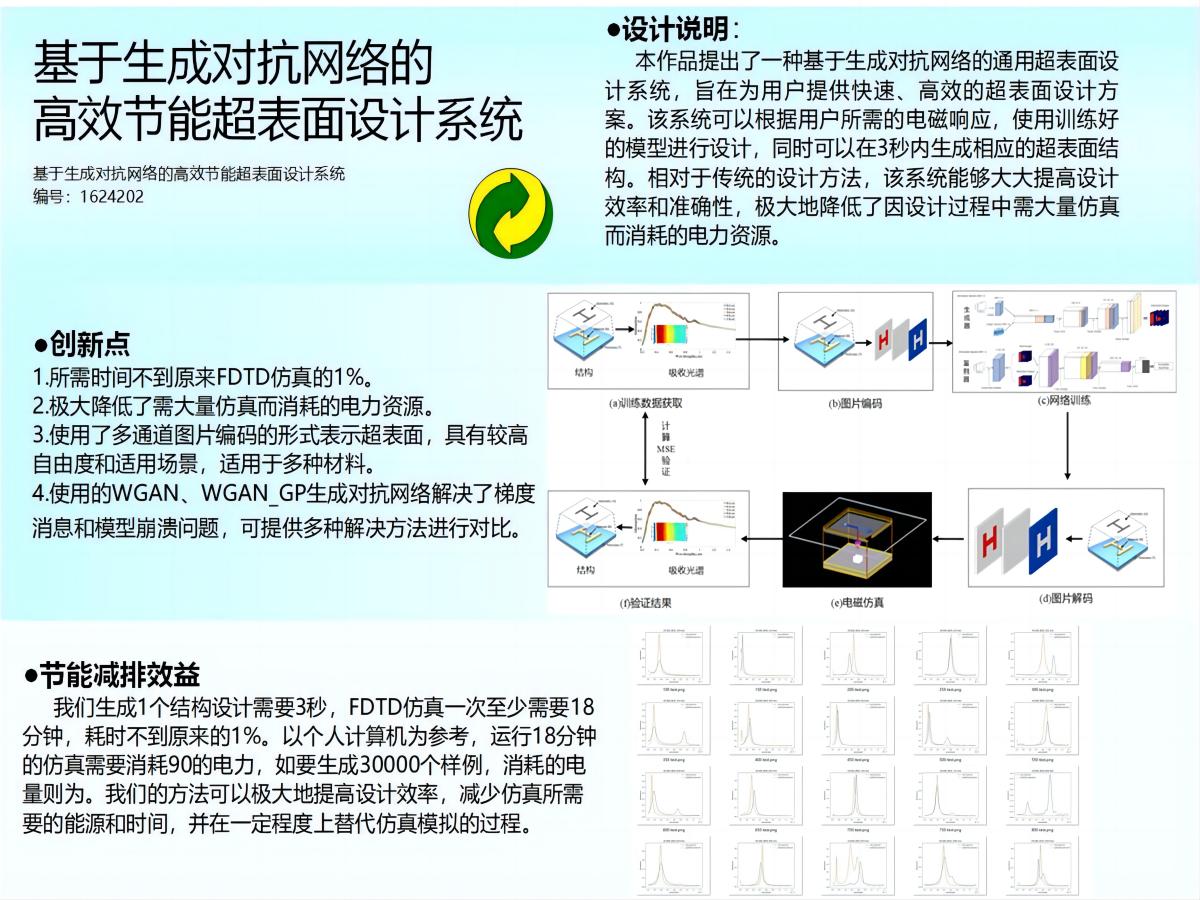 基于生成对抗网络的
高效节能超表面设计系统
基于生成对抗网络的高效节能超表面设计系统
编号：1624202
●设计说明：
本作品提出了一种基于生成对抗网络的通用超表面设
计系统，旨在为用户提供快速、高效的超表面设计方
案。该系统可以根据用户所需的电磁响应，使用训练好
的模型进行设计，同时可以在3秒内生成相应的超表面结
构。相对于传统的设计方法，该系统能够大大提高设计
效率和准确性，极大地降低了因设计过程中需大量仿真
而消耗的电力资源。
●创新点
1.所需时间不到原来FDTD仿真的1%。
2.极大降低了需大量仿真而消耗的电力资源。
3.使用了多通道图片编码的形式表示超表面，具有较高
自由度和适用场景，适用于多种材料。
4.使用的WGAN、WGAN_GP生成对抗网络解决了梯度
消息和模型崩溃问题，可提供多种解决方法进行对比。
结构
吸收光谱
(a)训练数据获取
(b)图片编码
生成器
(c)网络训练
计算
MSE
验证
结构
吸收光谱
(f)验证结果
(e)电磁仿真
(d)图片解码
●节能减排效益
我们生成1个结构设计需要3秒，FDTD仿真一次至少需要18
分钟，耗时不到原来的1%。以个人计算机为参考，运行18分钟
的仿真需要消耗90的电力，如要生成30000个样例，消耗的电
量则为。我们的方法可以极大地提高设计效率，减少仿真所需
要的能源和时间，并在一定程度上替代仿真模拟的过程。